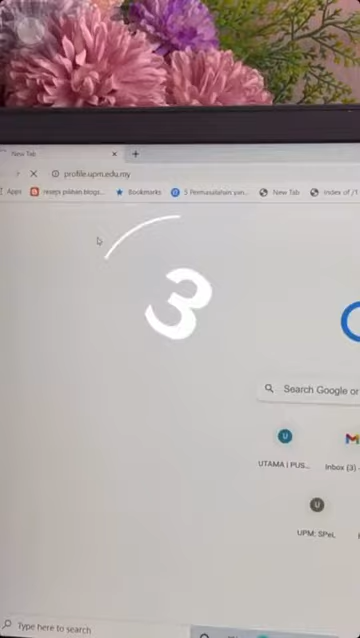 New Tab
profile.upm.edu.my
Apps resepi pilihan blogs... Bookmarks 5 Permasalahan yan... New Tab Index of /1
3
Search Google or
U M
UTAMA | PUS... Inbox (3)
U
UPM: SPeL
Type here to search